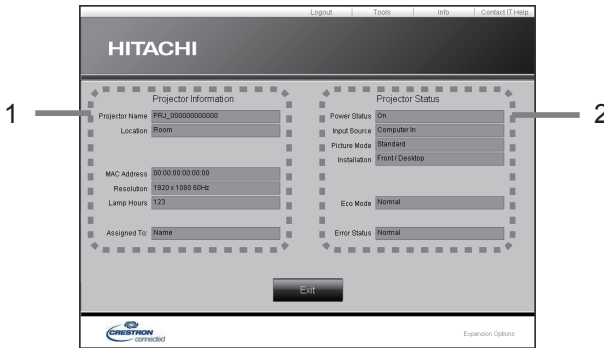 Logout Tools Info Contact IT Help
HITACHI
1
2
Projector Information
Projector Name PRJ_000000000000
Location Room
MAC Address 00:00:00:00:00:00
Resolution 1920 x 1080 60Hz
Lamp Hours 123
Assigned To: Name
Projector Status
Power Status On
Input Source Computer In
Picture Mode Standard
Installation Front / Desktop
Eco Mode Normal
Error Status Normal
Exit
CRESTRON
connected
Expansion Options